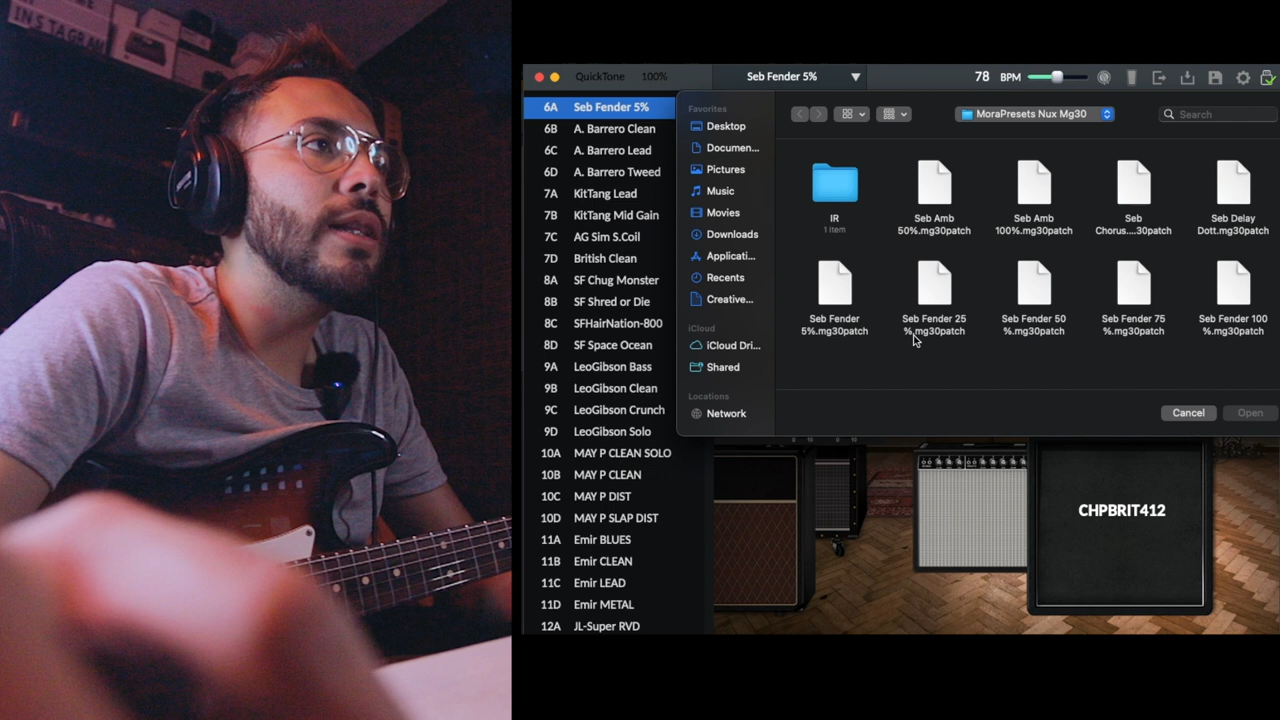 INSTAGRAM
QuickTone
100%
Seb Fender 5%
78 BPM
6A Seb Fender 5%
6B A. Barrero Clean
6C A. Barrero Lead
6D A. Barrero Tweed
7A KitTang Lead
7B KitTang Mid Gain
7C AG Sim S.Coil
7D British Clean
8A SF Chug Monster
8B SF Shred or Die
8C SFHairNation-800
8D SF Space Ocean
9A LeoGibson Bass
9B LeoGibson Clean
9C LeoGibson Crunch
9D LeoGibson Solo
10A MAY P CLEAN SOLO
10B MAY P CLEAN
10C MAY P DIST
10D MAY P SLAP DIST
11A Emir BLUES
11B Emir CLEAN
11C Emir LEAD
11D Emir METAL
12A JL-Super RVD
Favorites
Desktop
Documen...
Pictures
Music
Movies
Downloads
Applicati...
Recents
Creative...
iCloud
iCloud Dri...
Shared
Locations
Network
MoraPresets Nux Mg30
Search
IR
1 item
Seb Amb
50%.mg30patch
Seb Amb
100%.mg30patch
Seb
Chorus....30patch
Seb Delay
Dott.mg30patch
Seb Fender
5%.mg30patch
Seb Fender 25
%.mg30patch
Seb Fender 50
%.mg30patch
Seb Fender 75
%.mg30patch
Seb Fender 100
%.mg30patch
Cancel
Open
CHPBRIT412